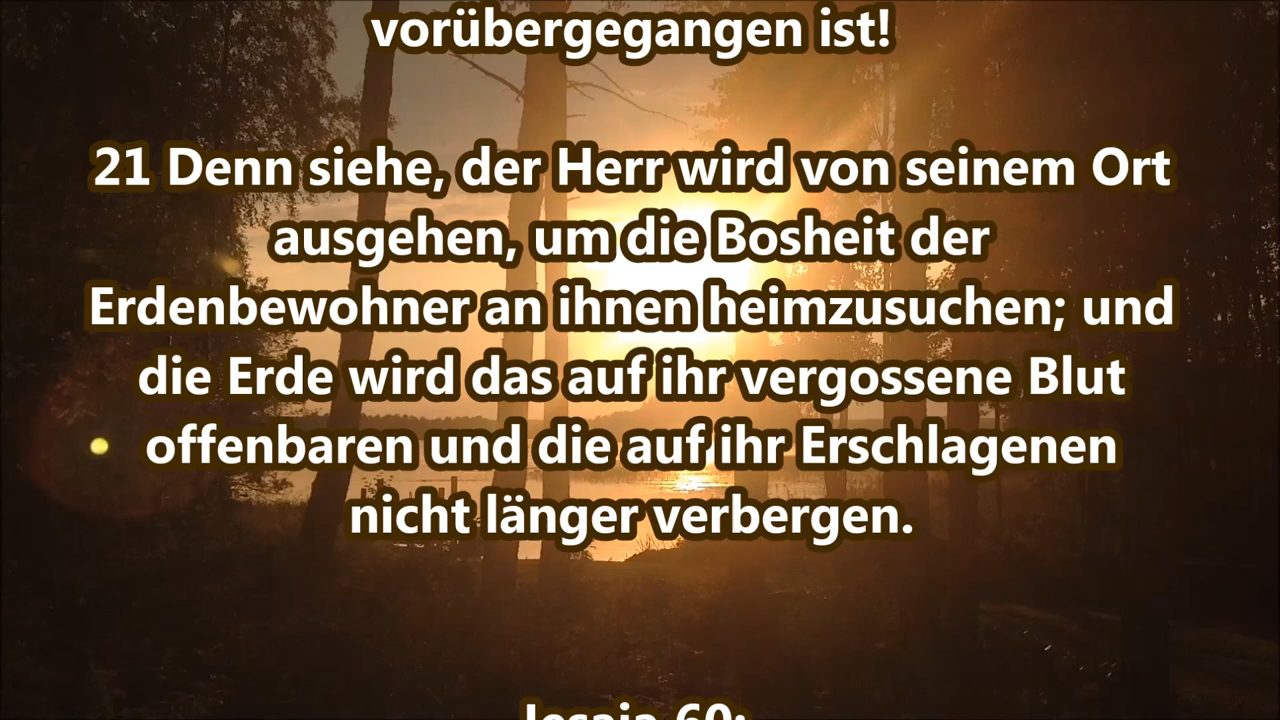 vorübergegangen ist!
21 Denn siehe, der Herr wird von seinem Ort
ausgehen, um die Bosheit der
Erdenbewohner an ihnen heimzusuchen; und
die Erde wird das auf ihr vergossene Blut
offenbaren und die auf ihr Erschlagenen
nicht länger verbergen.
Jesaja 60: